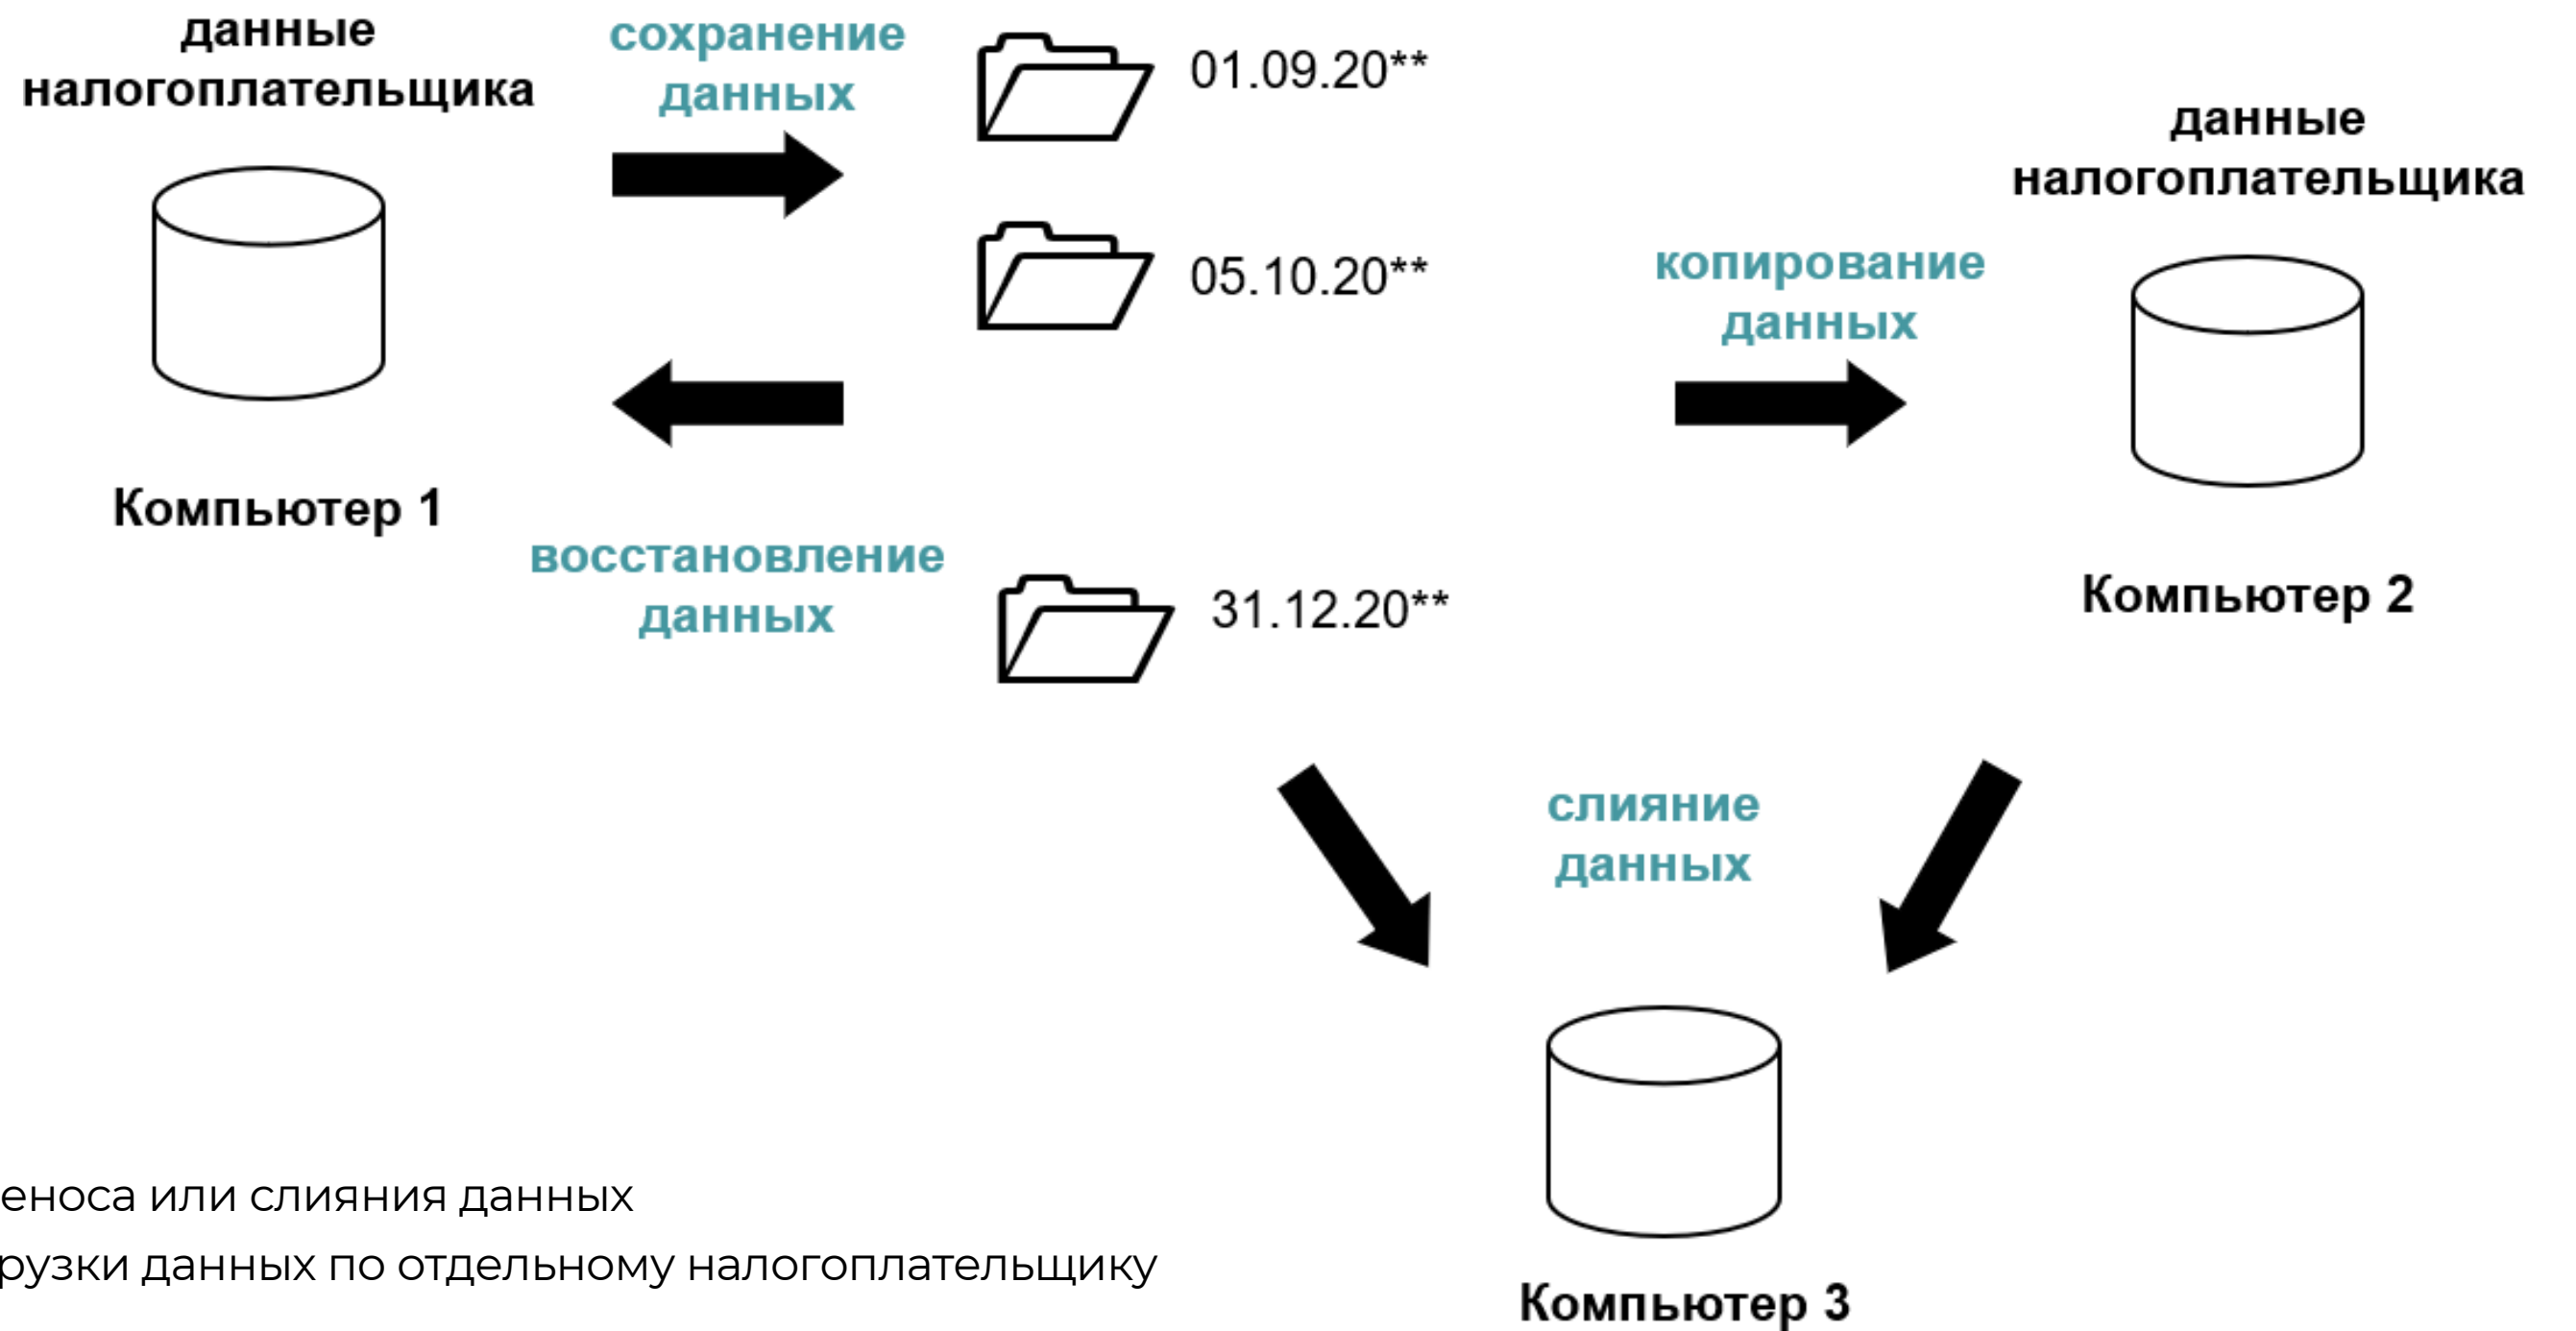 данные
налогоплательщика
Компьютер 1
сохранение
данных
восстановление
данных
01.09.20**
05.10.20**
31.12.20**
копирование
данных
данные
налогоплательщика
Компьютер 2
слияние
данных
Компьютер 3
еноса или слияния данных
рузки данных по отдельному налогоплательщику